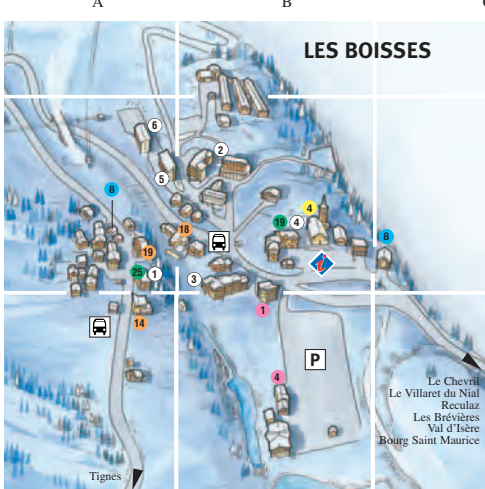 A
B
LES BOISSES
6
2
5
8
4
19
4
18
8
19
25
1
3
1
14
P
4
Le Chevril
Le Villaret du Nial
Reculaz
Les Brévières
Val d'Isère
Bourg Saint Maurice
Tignes